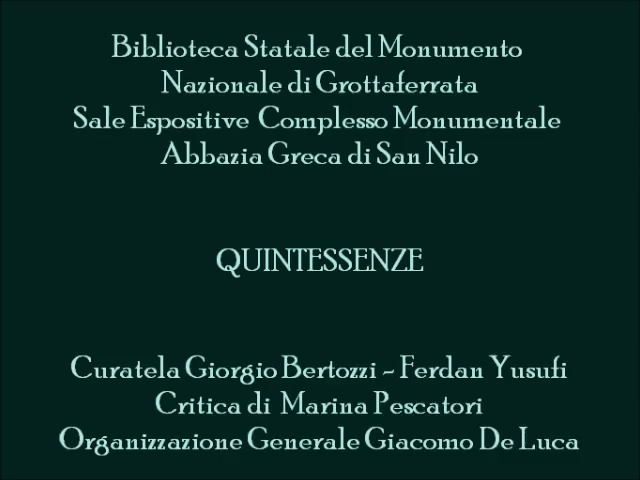 Biblioteca Statale del Monumento
Nazionale di Grottaferrata
Sale Espositive Complesso Monumentale
Abbazia Greca di San Nilo
QUINTESSENZE
Curatela Giorgio Bertozzi - Ferdan Yusufi
Critica di Marina Pescatori
Organizzazione Generale Giacomo De Luca